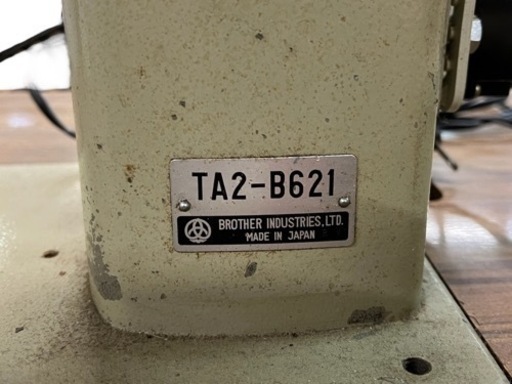 TA2-B621
BROTHER INDUSTRIES,LTD.
MADE IN JAPAN